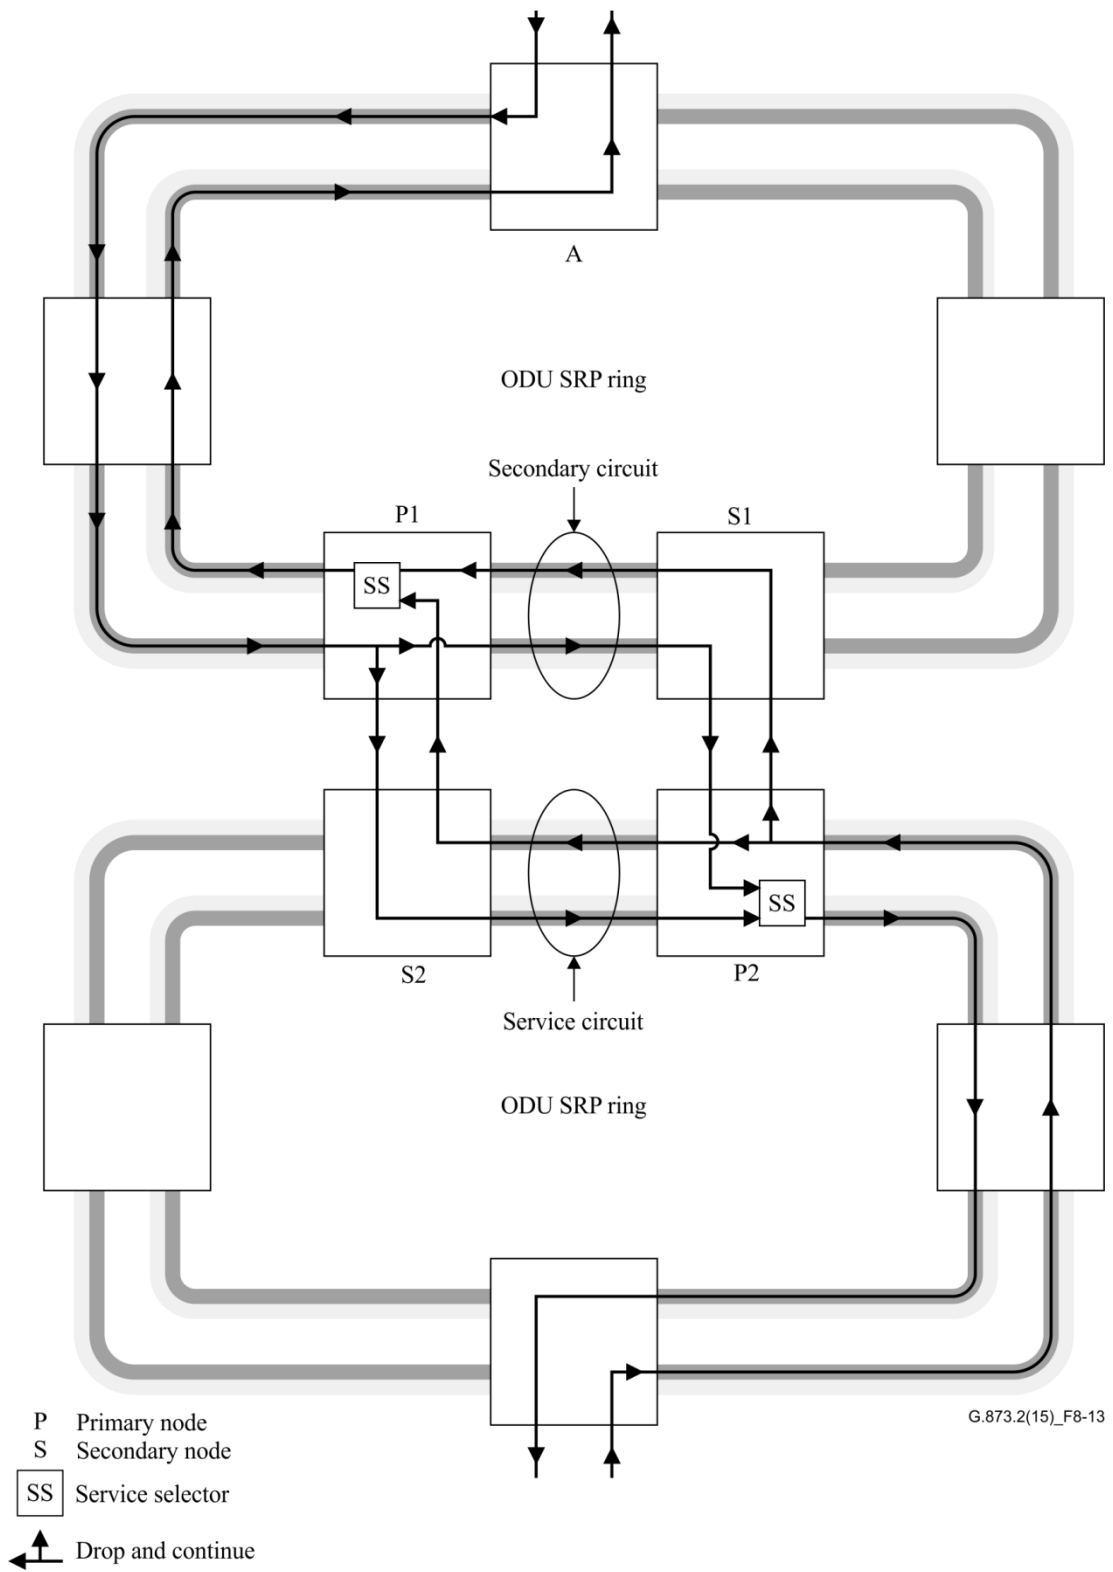 A
ODU SRP ring
Secondary circuit
P1
S1
SS
SS
S2
P2
Service circuit
ODU SRP ring
G.873.2(15)_F8-13
P Primary node
S Secondary node
SS Service selector
Drop and continue